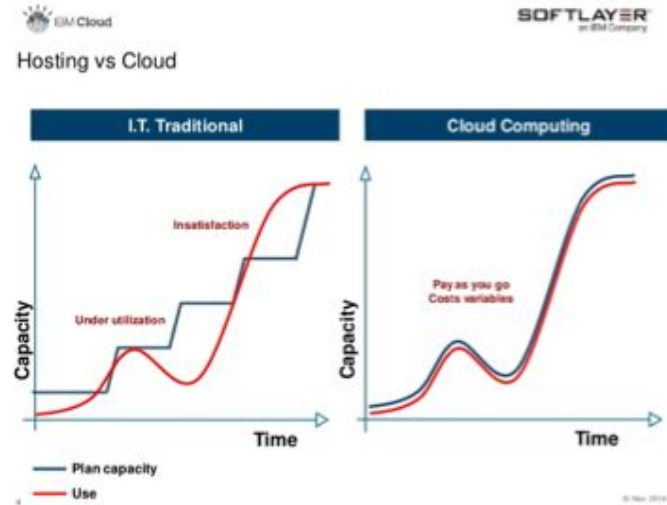 IBM Cloud
SOFTLAYER
an IBM Company
Hosting vs Cloud
I.T. Traditional
Cloud Computing
Insatisfaction
Under utilization
Capacity
Time
Pay as you go
Costs variables
Capacity
Time
Plan capacity
Use